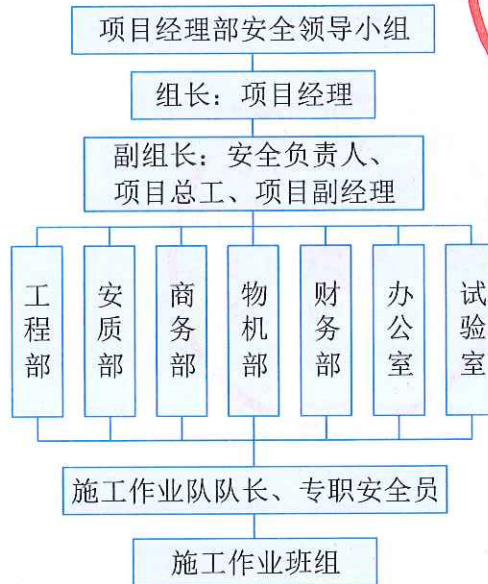 项目经理部安全领导小组
组长：项目经理
副组长：安全负责人、
项目总工、项目副经理
工程部
安质部
商务部
物机部
财务部
办公室
试验室
施工作业队队长、专职安全员
施工作业班组